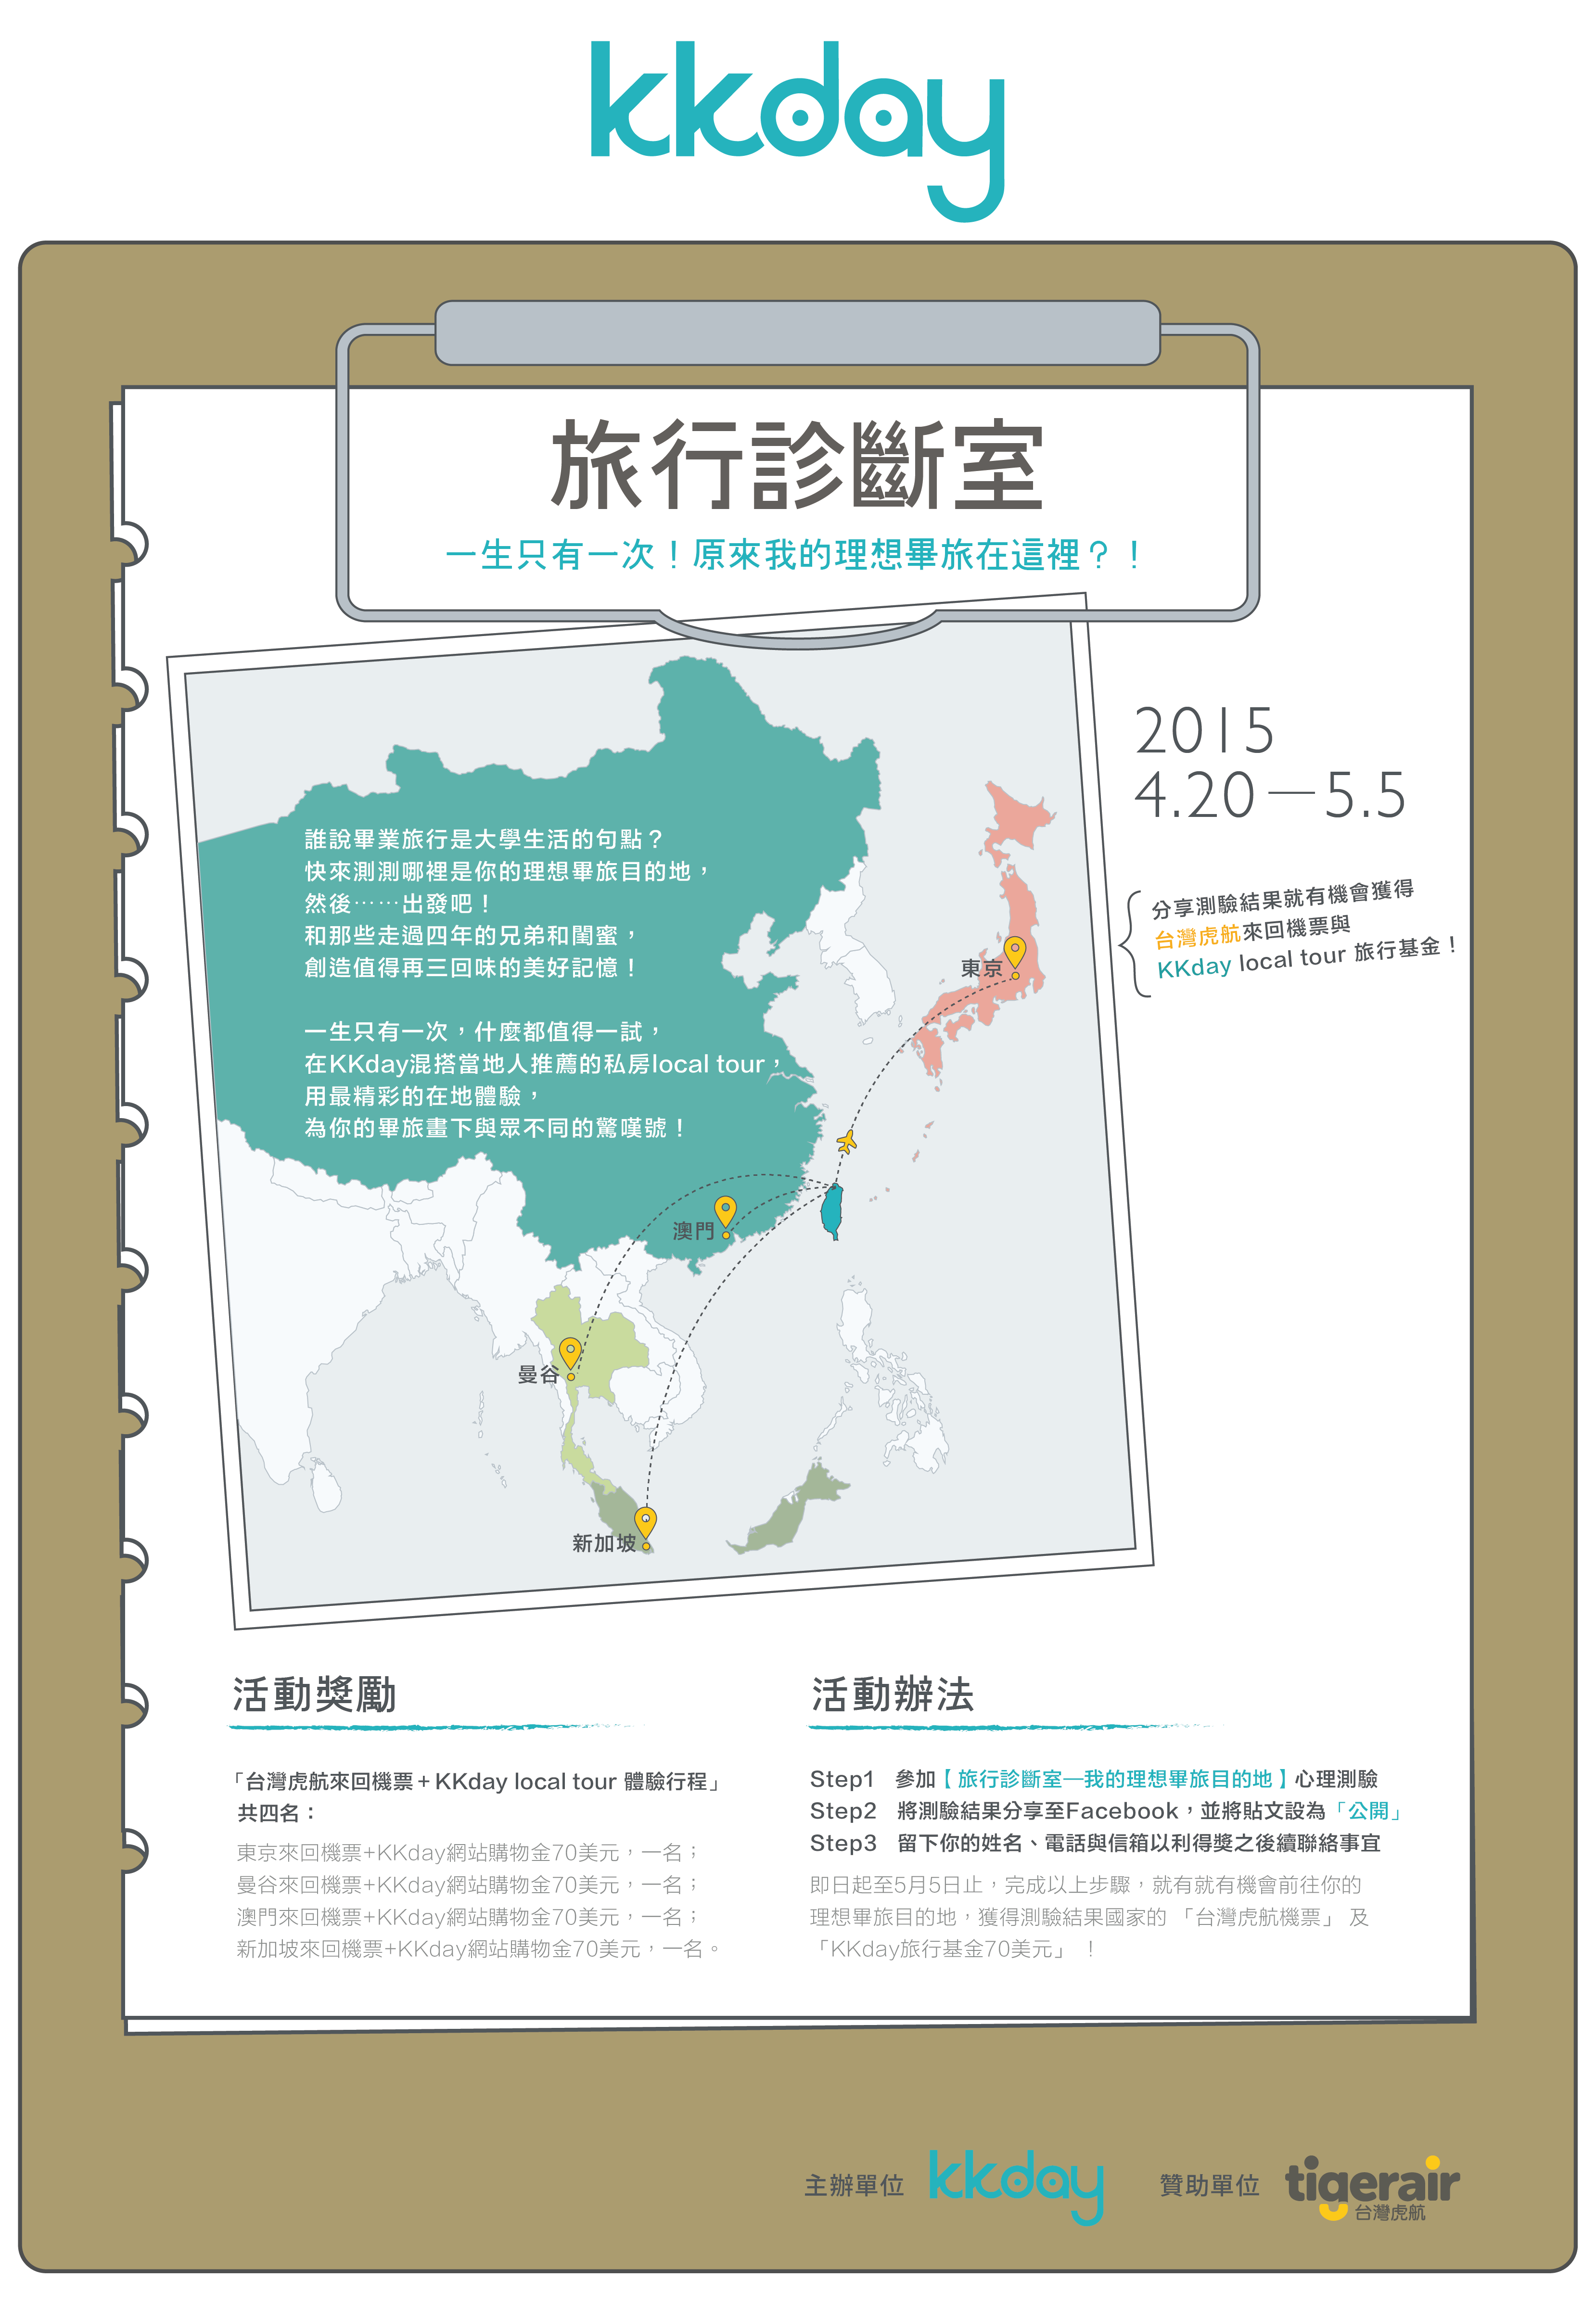 kkday
旅行診斷室
一生只有一次！原來我的理想畢旅在這裡？！
2015
4.20—5.5
分享測驗結果就有機會獲得
台灣虎航來回機票與
KKday local tour 旅行基金！
誰說畢業旅行是大學生活的句點？
快來測測哪裡是你的理想畢旅目的地，
然後⋯⋯出發吧！
和那些走過四年的兄弟和閨蜜，
創造值得再三回味的美好記憶！
一生只有一次，什麼都值得一試，
在KKday混搭當地人推薦的私房local tour，
用最精彩的在地體驗，
為你的畢旅畫下與眾不同的驚嘆號！
東京
澳門
曼谷
新加坡
活動獎勵
「台灣虎航來回機票+KKday local tour 體驗行程」
共四名：
東京來回機票+KKday網站購物金70美元，一名；
曼谷來回機票+KKday網站購物金70美元，一名；
澳門來回機票+KKday網站購物金70美元，一名；
新加坡來回機票+KKday網站購物金70美元，一名。
活動辦法
Step1 參加【旅行診斷室—我的理想畢旅目的地】心理測驗
Step2 將測驗結果分享至Facebook，並將貼文設為「公開」
Step3 留下你的姓名、電話與信箱以利得獎之後續聯絡事宜
即日起至5月5日止，完成以上步驟，就有就有機會前往你的
理想畢旅目的地，獲得測驗結果國家的 「台灣虎航機票」 及
「KKday旅行基金70美元」 ！
主辦單位 kkday 贊助單位 tigerair
台灣虎航